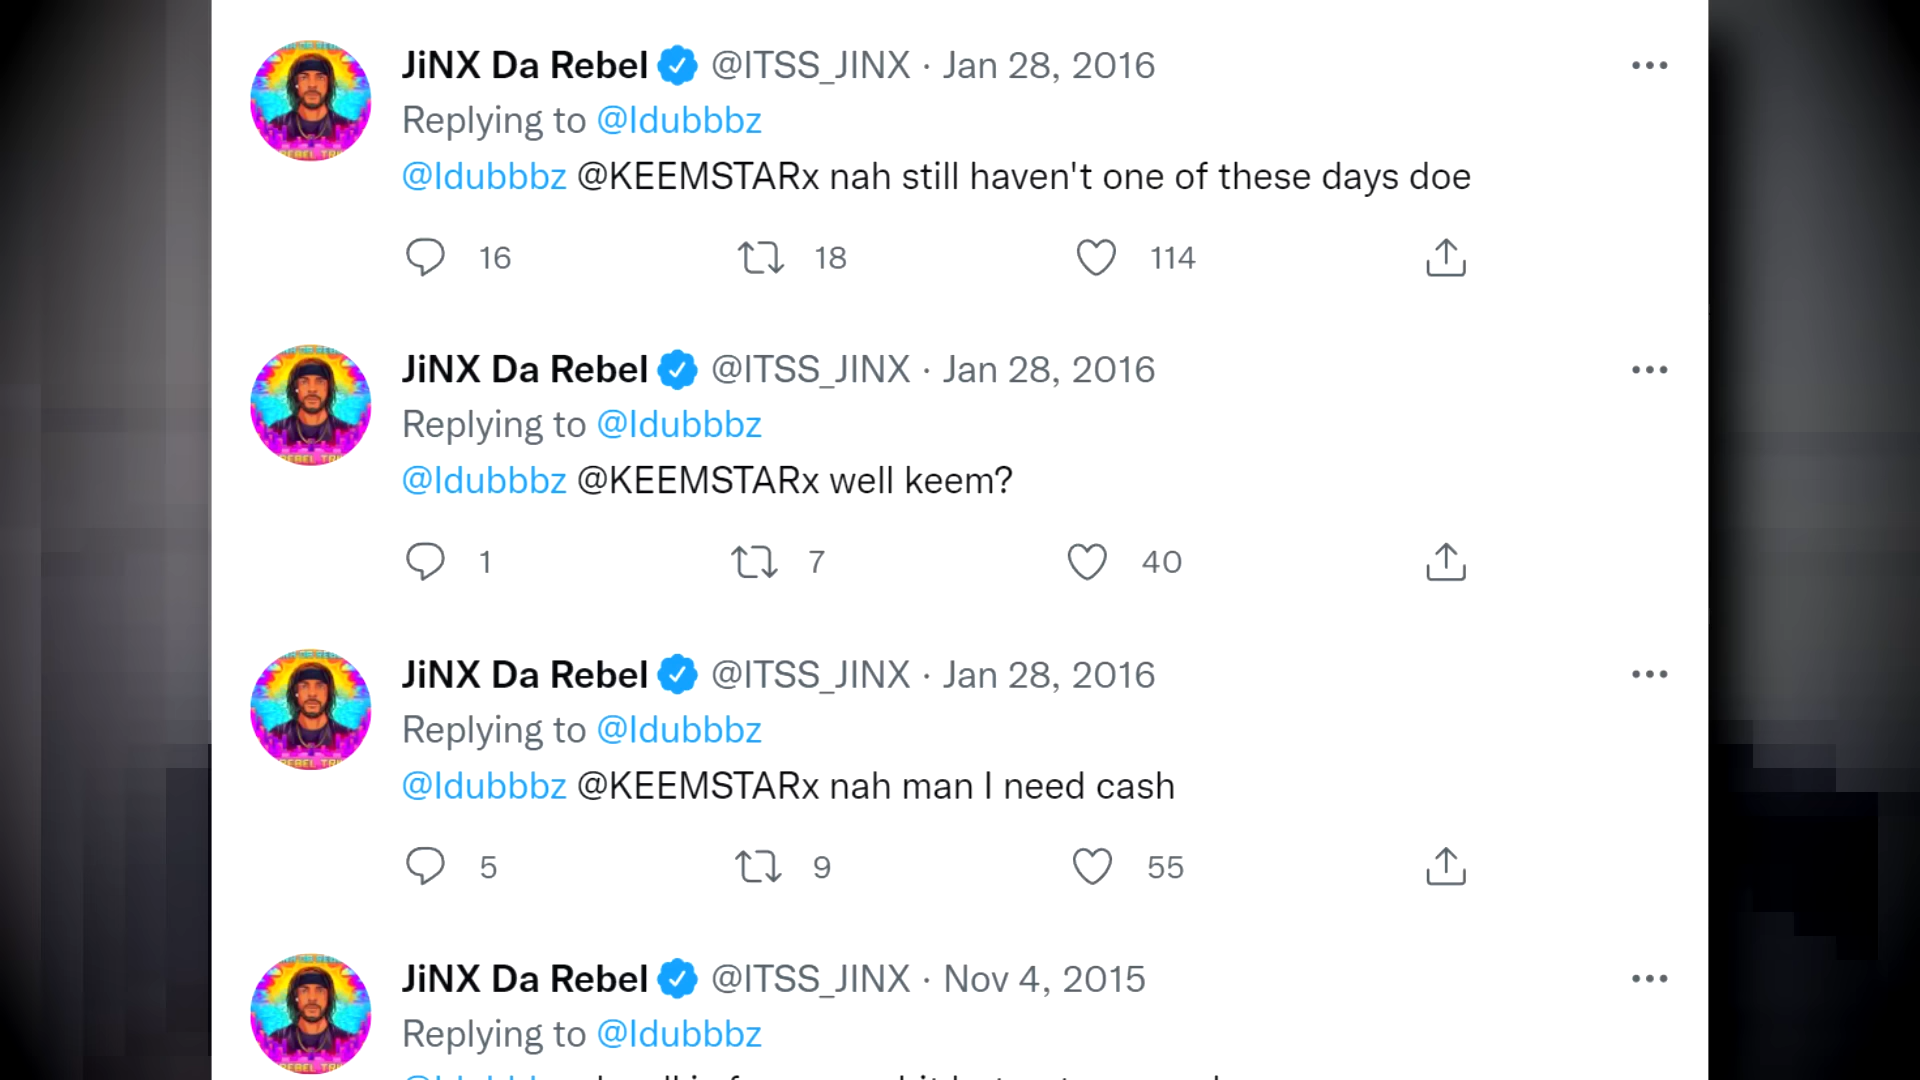 JiNX Da Rebel @ITSS_JINX · Jan 28, 2016
Replying to @Idubbbz
@Idubbbz @KEEMSTARx nah still haven't one of these days doe
16 18 114
JiNX Da Rebel @ITSS_JINX · Jan 28, 2016
Replying to @Idubbbz
@Idubbbz @KEEMSTARx well keem?
1 7 40
JiNX Da Rebel @ITSS_JINX · Jan 28, 2016
Replying to @Idubbbz
@Idubbbz @KEEMSTARx nah man I need cash
5 9 55
JiNX Da Rebel @ITSS_JINX · Nov 4, 2015
Replying to @Idubbbz